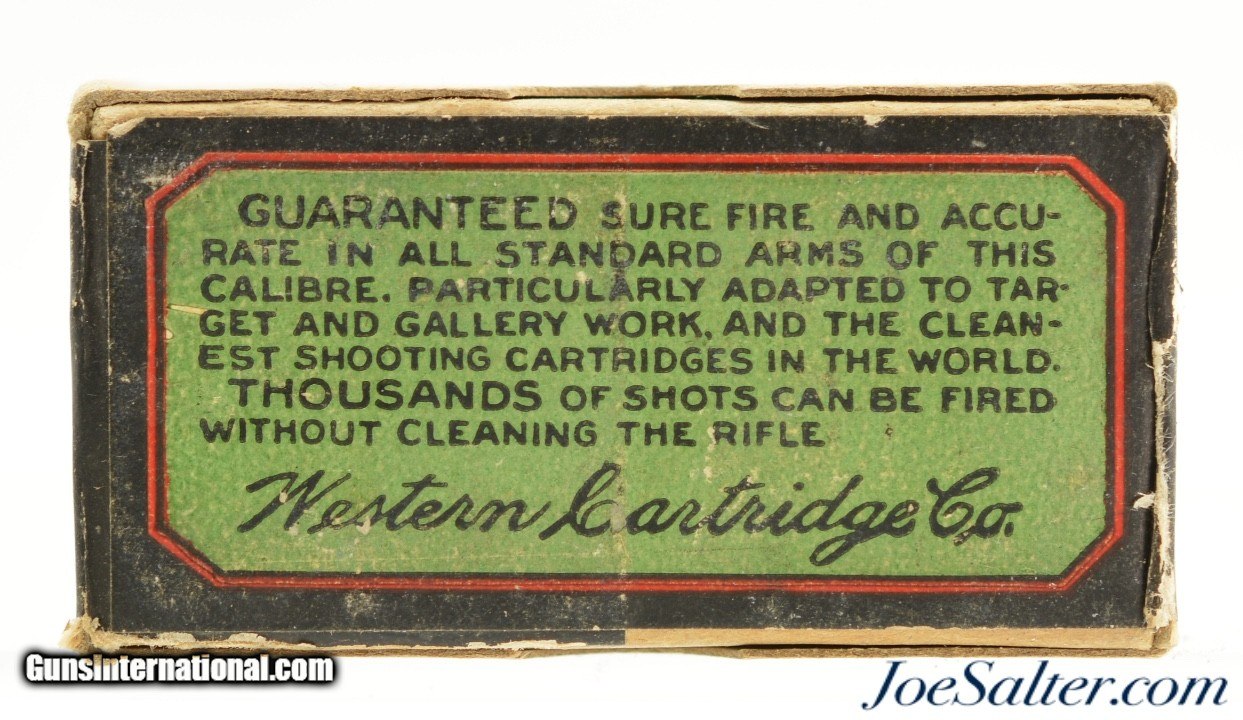 GUARANTEED SURE FIRE AND ACCU-
RATE IN ALL STANDARD ARMS OF THIS
CALIBRE. PARTICULARLY ADAPTED TO TAR-
GET AND GALLERY WORK, AND THE CLEAN-
EST SHOOTING CARTRIDGES IN THE WORLD.
THOUSANDS OF SHOTS CAN BE FIRED
WITHOUT CLEANING THE RIFLE
Western Cartridge Co.
GunsInternational.com
JoeSalter.com